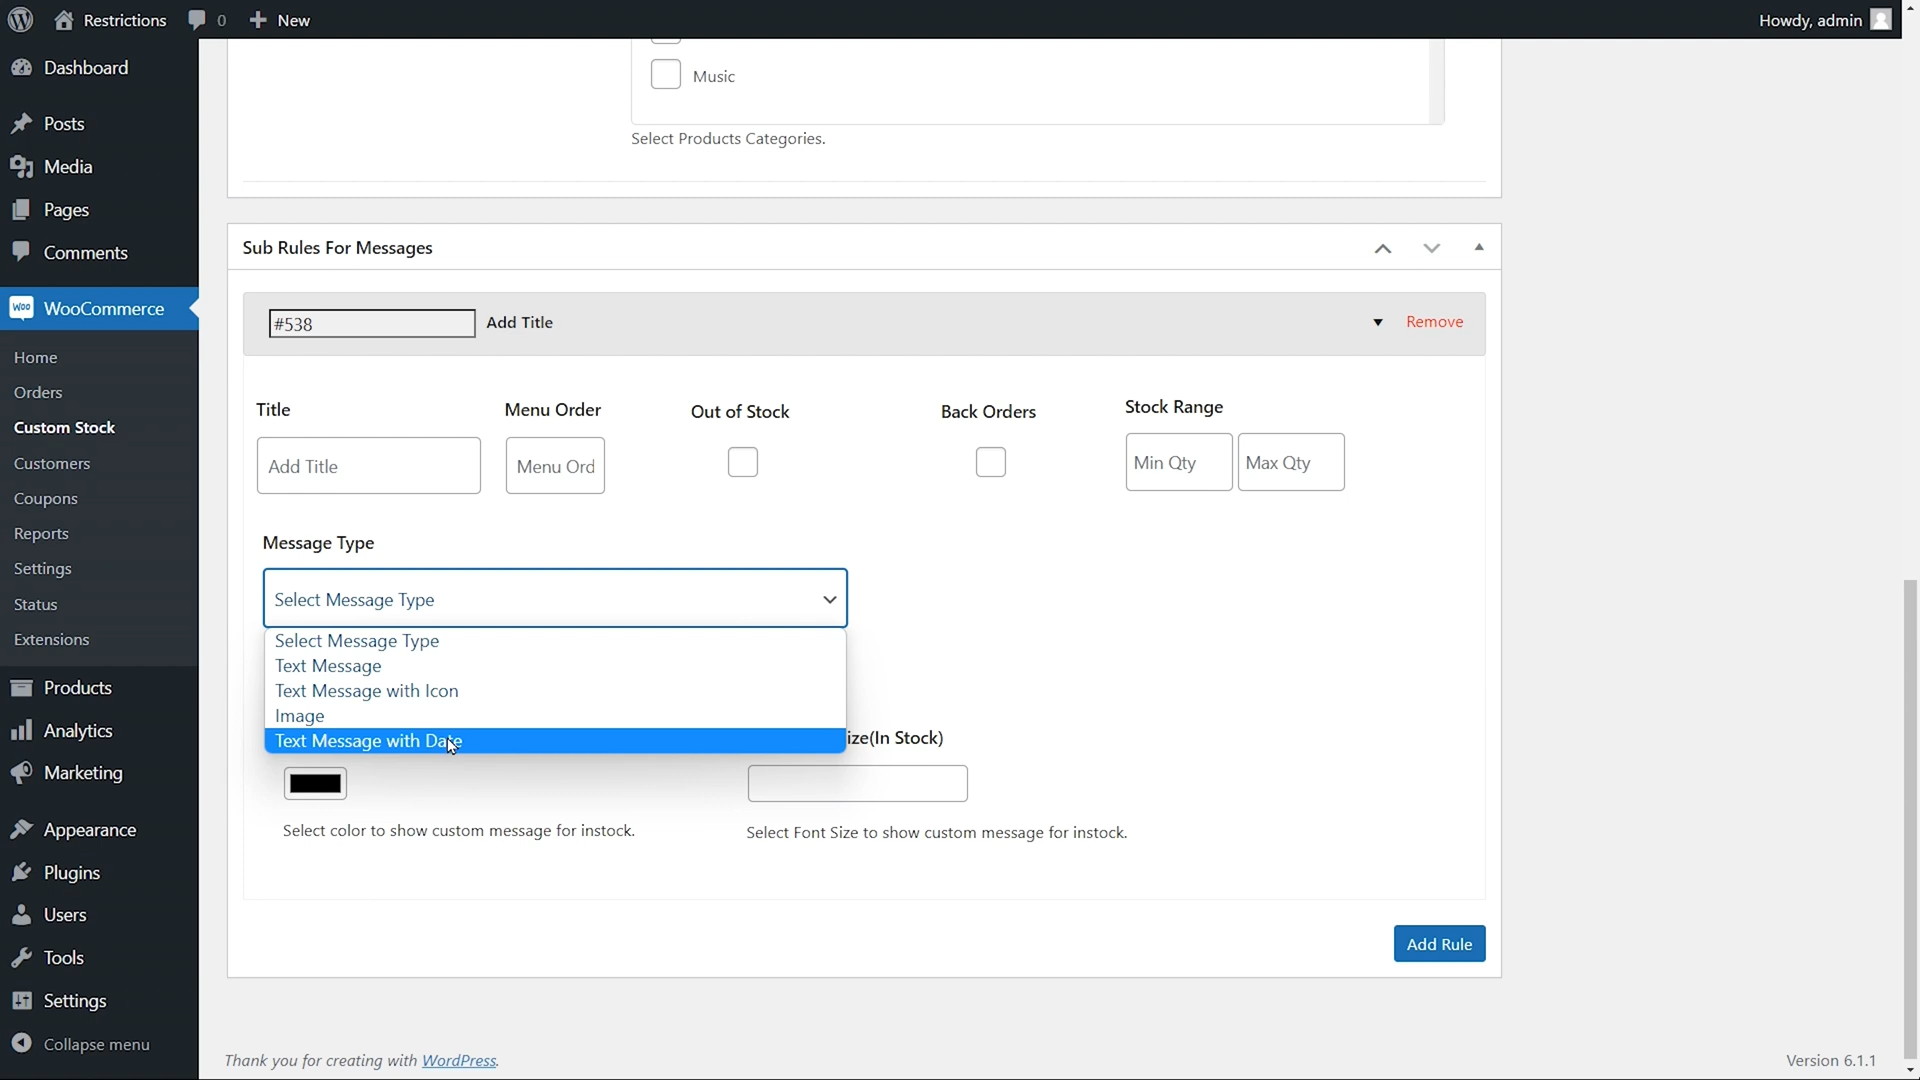 Restrictions 0 New Howdy, admin
Dashboard
Posts
Media
Pages
Comments
WooCommerce
Home
Orders
Custom Stock
Customers
Coupons
Reports
Settings
Status
Extensions
Products
Analytics
Marketing
Appearance
Plugins
Users
Tools
Settings
Collapse menu
Music
Select Products Categories.
Sub Rules For Messages
#538 Add Title Remove
Title Menu Order Out of Stock Back Orders Stock Range
Add Title Menu Ord Min Qty Max Qty
Message Type
Select Message Type
Select Message Type
Text Message
Text Message with Icon
Image
Text Message with Date
ize(In Stock)
Select color to show custom message for instock.
Select Font Size to show custom message for instock.
Add Rule
Thank you for creating with WordPress. Version 6.1.1